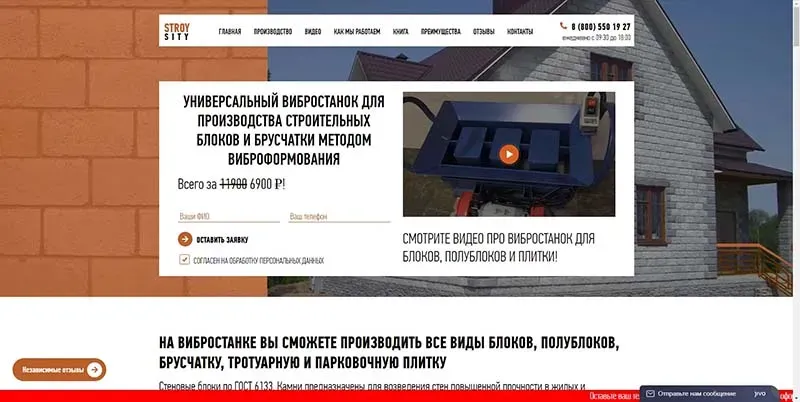 STROY
SITY
ГЛАВНАЯ ПРОИЗВОДСТВО ВИДЕО КАК МЫ РАБОТАЕМ КНИГА ПРЕИМУЩЕСТВА ОТЗЫВЫ КОНТАКТЫ
8 (800) 550 19 27
ежедневно с 09:30 до 18:00
УНИВЕРСАЛЬНЫЙ ВИБРОСТАНОК ДЛЯ
ПРОИЗВОДСТВА СТРОИТЕЛЬНЫХ
БЛОКОВ И БРУСЧАТКИ МЕТОДОМ
ВИБРОФОРМОВАНИЯ
Всего за 11900 6900 ₽!
Ваши ФИО
Ваш телефон
ОСТАВИТЬ ЗАЯВКУ
СОГЛАСЕН НА ОБРАБОТКУ ПЕРСОНАЛЬНЫХ ДАННЫХ
СМОТРИТЕ ВИДЕО ПРО ВИБРОСТАНОК ДЛЯ
БЛОКОВ, ПОЛУБЛОКОВ И ПЛИТКИ!
НА ВИБРОСТАНКЕ ВЫ СМОЖЕТЕ ПРОИЗВОДИТЬ ВСЕ ВИДЫ БЛОКОВ, ПОЛУБЛОКОВ,
БРУСЧАТКУ, ТРОТУАРНУЮ И ПАРКОВОЧНУЮ ПЛИТКУ
Независимые отзывы
Стеновые блоки по ГОСТ 6133. Камни предназначены для возведения стен повышенной прочности в жилых и
Оставьте ваш
Отправьте нам сообщение
jivo